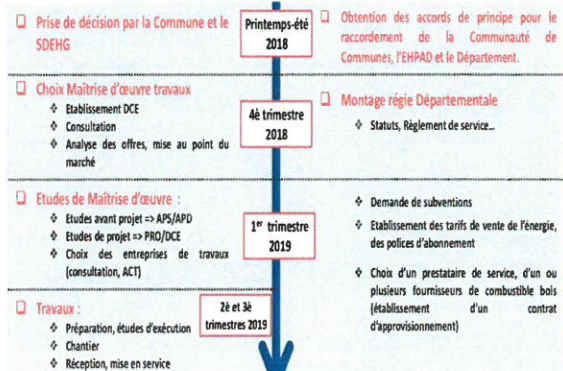 ❑ Prise de décision par la Commune et le
SDEHG
Printemps-été
2018
❑ Obtention des accords de principe pour le
raccordement de la Communauté de
Communes, l'EHPAD et le Département.
❑ Choix Maîtrise d'œuvre travaux
❖ Etablissement DCE
❖ Consultation
❖ Analyse des offres, mise au point du
marché
4è trimestre
2018
❑ Montage régie Départementale
❖ Statuts, Règlement de service...
❑ Etudes de Maîtrise d'œuvre :
❖ Etudes avant projet => APS/APD
❖ Etudes de projet => PRO/DCE
❖ Choix des entreprises de travaux
(consultation, ACT)
1er trimestre
2019
❖ Demande de subventions
❖ Etablissement des tarifs de vente de l'énergie,
des polices d'abonnement
❖ Choix d'un prestataire de service, d'un ou
plusieurs fournisseurs de combustible bois
(établissement d'un contrat
d'approvisionnement)
❑ Travaux :
❖ Préparation, études d'exécution
❖ Chantier
❖ Réception, mise en service
2è et 3è
trimestres 2019